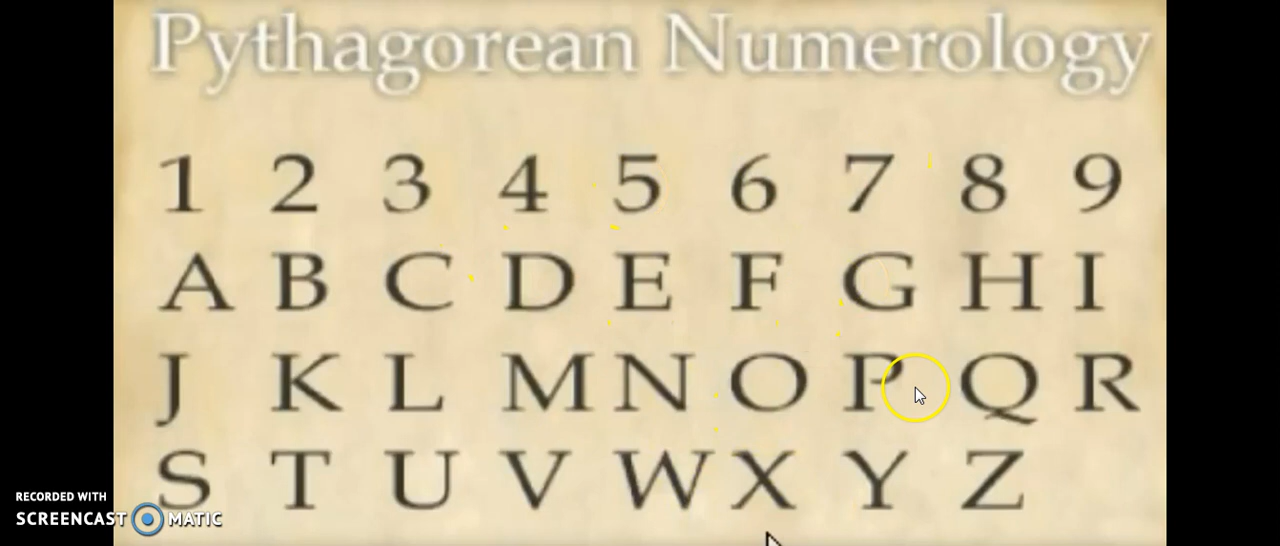 Pythagorean Numerology
1 2 3 4 5 6 7 8 9
A B C D E F G H I
J K L M N O P Q R
S T U V W X Y Z
RECORDED WITH
SCREENCAST MATIC